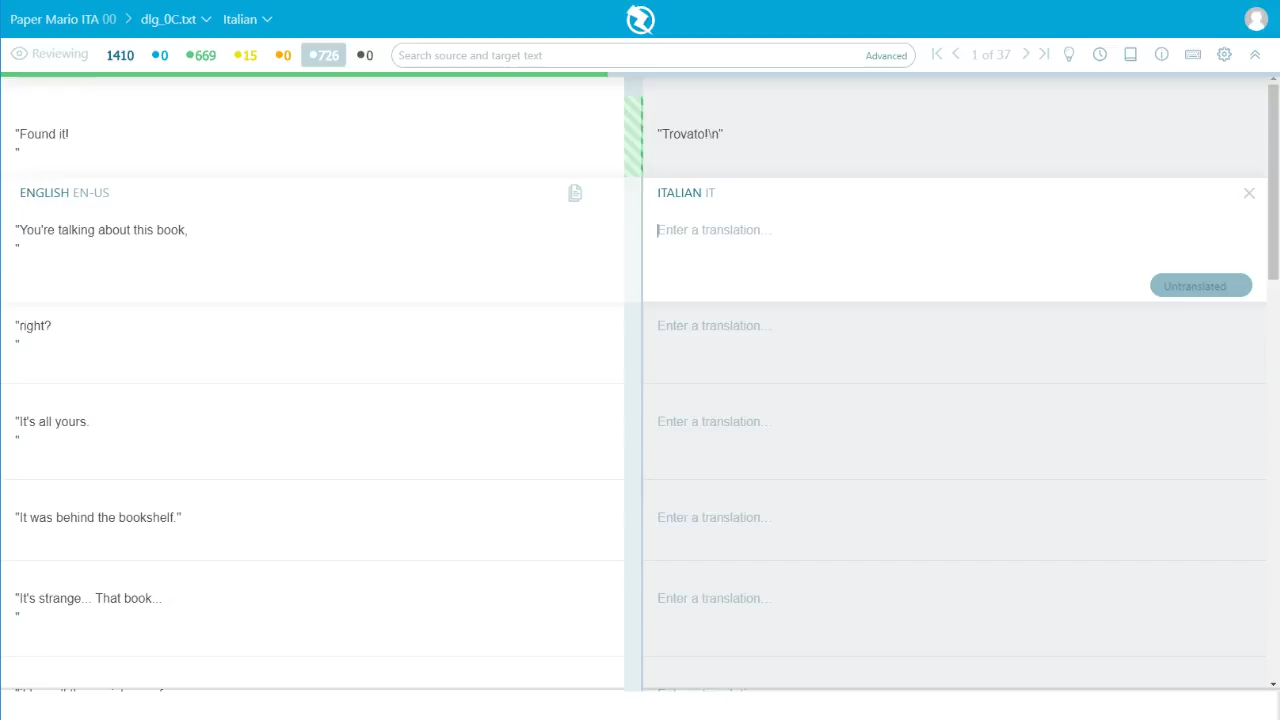 Paper Mario ITA 00 dlg_0C.txt Italian
Reviewing 1410 0 669 15 0 726 0 Search source and target text Advanced 1 of 37
"Found it!
"
"Trovato!\n"
ENGLISH EN-US
ITALIAN IT
"You're talking about this book,
"
Enter a translation...
Untranslated
"right?
"
Enter a translation...
"It's all yours.
"
Enter a translation...
"It was behind the bookshelf."
Enter a translation...
"It's strange... That book...
"
Enter a translation...